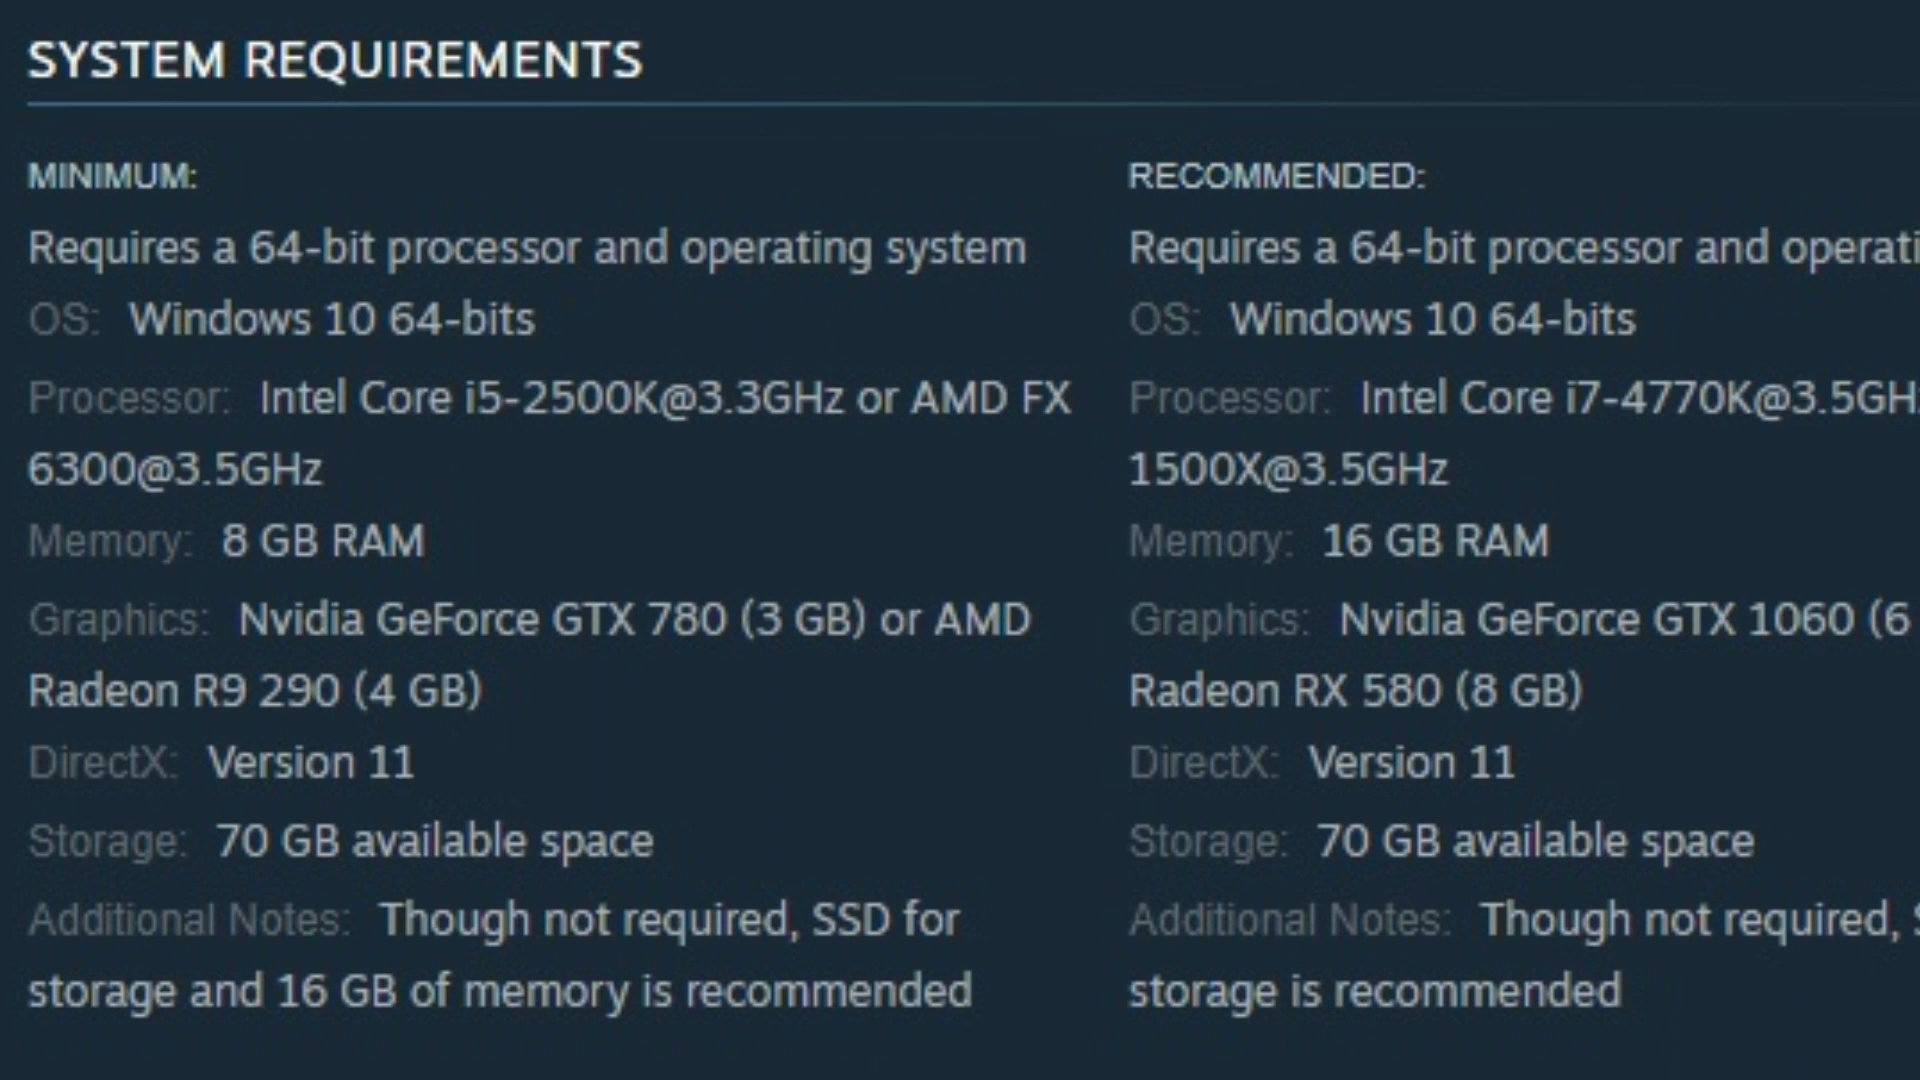 SYSTEM REQUIREMENTS
MINIMUM:
Requires a 64-bit processor and operating system
OS: Windows 10 64-bits
Processor: Intel Core i5-2500K@3.3GHz or AMD FX
6300@3.5GHz
Memory: 8 GB RAM
Graphics: Nvidia GeForce GTX 780 (3 GB) or AMD
Radeon R9 290 (4 GB)
DirectX: Version 11
Storage: 70 GB available space
Additional Notes: Though not required, SSD for
storage and 16 GB of memory is recommended
RECOMMENDED:
Requires a 64-bit processor and operati
OS: Windows 10 64-bits
Processor: Intel Core i7-4770K@3.5GH
1500X@3.5GHz
Memory: 16 GB RAM
Graphics: Nvidia GeForce GTX 1060 (6
Radeon RX 580 (8 GB)
DirectX: Version 11
Storage: 70 GB available space
Additional Notes: Though not required,
storage is recommended